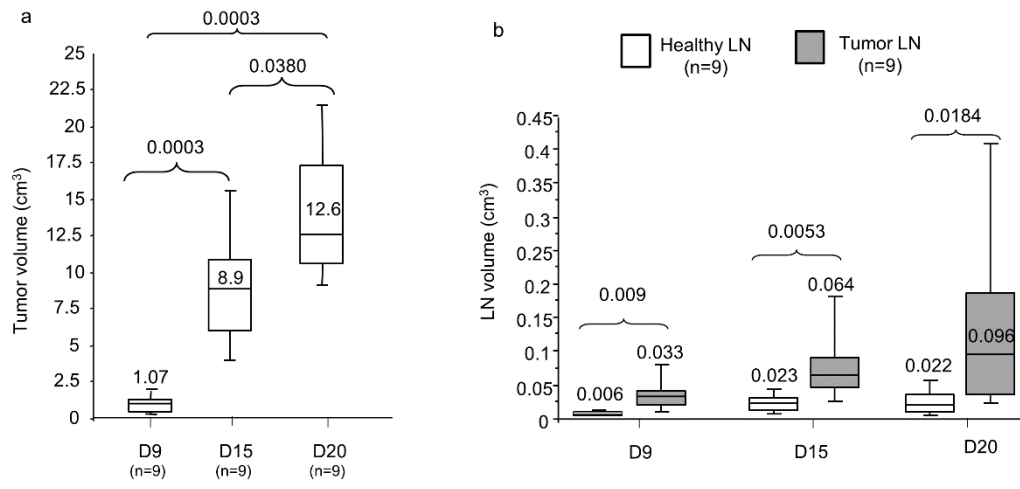 a
0.0003
0.0380
0.0003
25
22.5
20
17.5
15
12.5
10
7.5
5
2.5
0
Tumor volume (cm³)
1.07
8.9
12.6
D9
(n=9)
D15
(n=9)
D20
(n=9)
b
Healthy LN
(n=9)
Tumor LN
(n=9)
0.45
0.4
0.35
0.3
0.25
0.2
0.15
0.1
0.05
0
LN volume (cm³)
0.009
0.0053
0.0184
0.006
0.033
0.023
0.064
0.022
0.096
D9
D15
D20